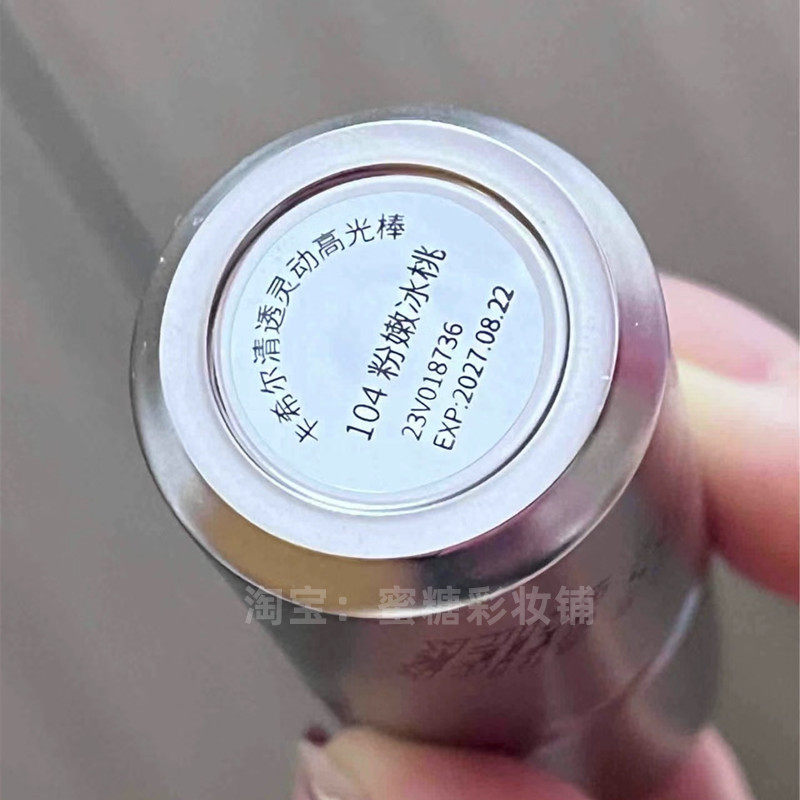 卡希尔清透灵动高光棒
104 粉嫩冰桃
23V018736
EXP:2027.08.22
淘宝：蜜糖彩妆铺